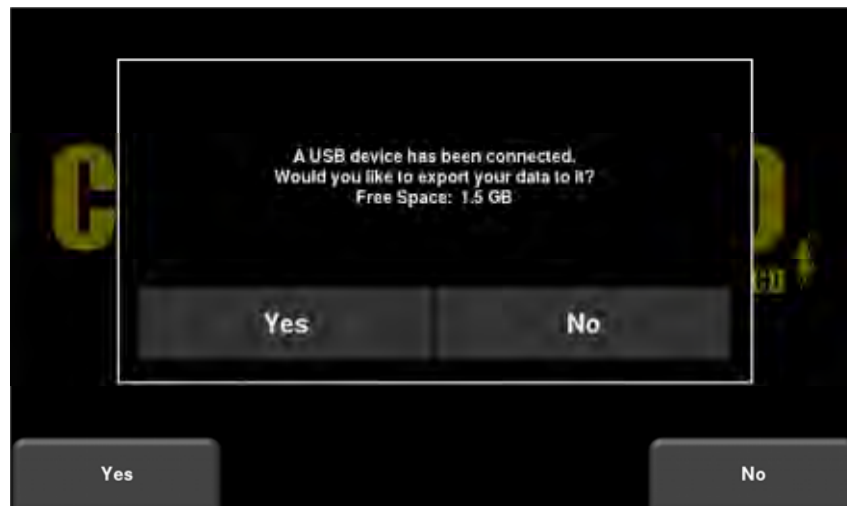 A USB device has been connected.
Would you like to export your data to it?
Free Space: 1.5 GB
Yes No
Yes No